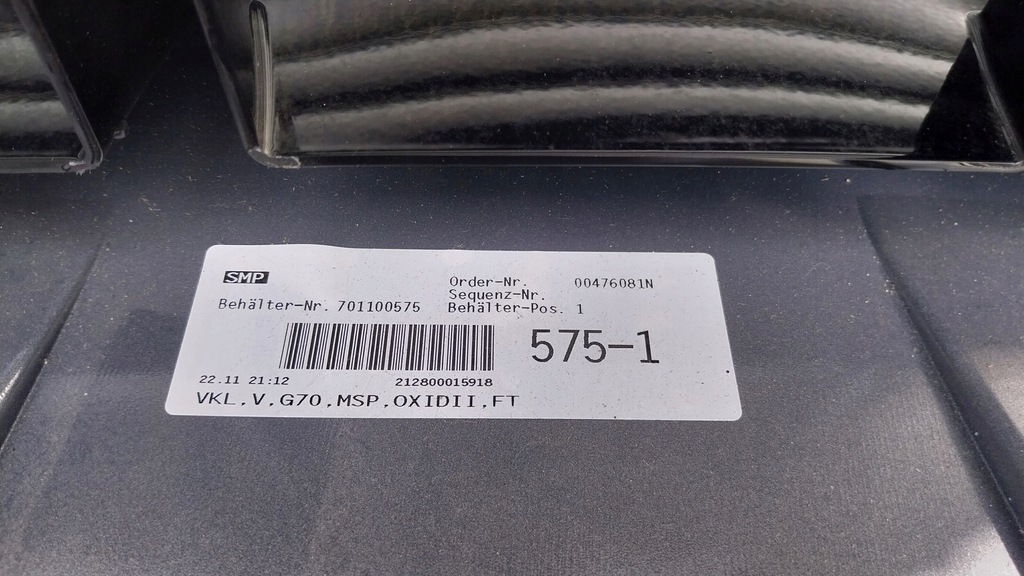 SMP
Order-Nr. 00476081N
Sequenz-Nr.
Behälter-Nr. 701100575 Behälter-Pos. 1
575-1
22.11 21:12 212800015918
VKL.V.G70.MSP.OXIDII.FT